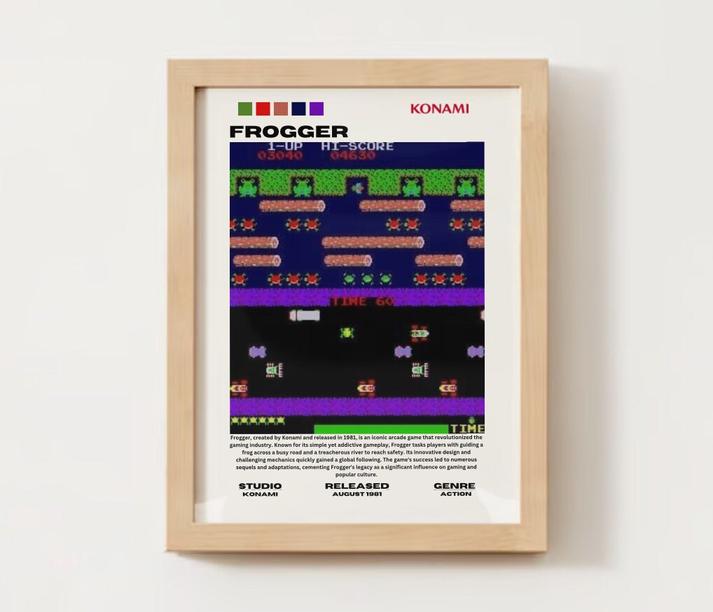 KONAMI
FROGGER
1-UP HI-SCORE
03040 04630
TIME 60
TIME
Frogger, created by Konami and released in 1981, is an iconic arcade game that revolutionized the
gaming industry. Known for its simple yet addictive gameplay, Frogger tasks players with guiding a
frog across a busy road and a treacherous river to reach safety. Its innovative design and
challenging mechanics quickly gained a global following. The game's success led to numerous
sequels and adaptations, cementing Frogger's legacy as a significant influence on gaming and
popular culture.
STUDIO RELEASED GENRE
KONAMI AUGUST 1981 ACTION